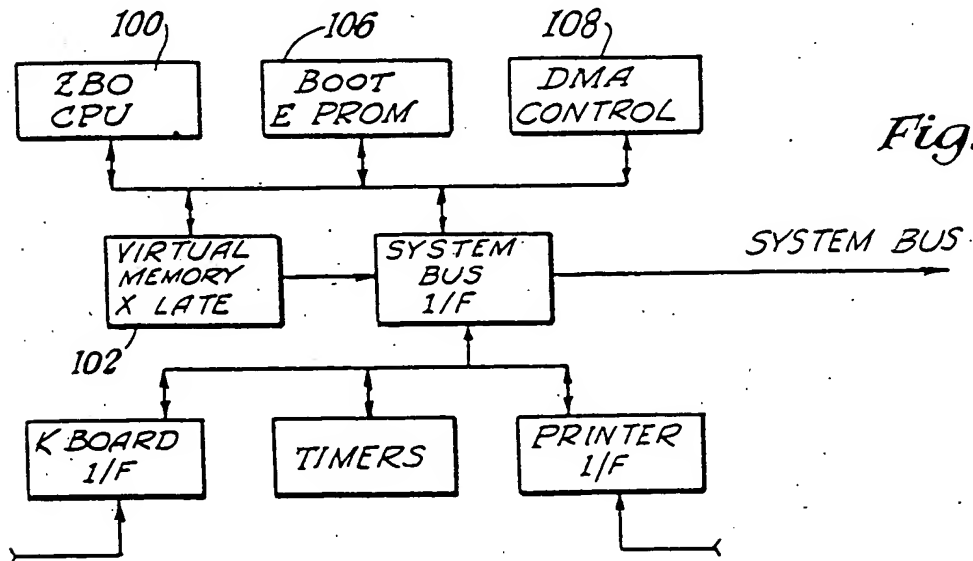 100
106
108
Z80
CPU
BOOT
E PROM
DMA
CONTROL
Fig.
VIRTUAL
MEMORY
X LATE
SYSTEM
BUS
I/F
SYSTEM BUS
102
K BOARD
I/F
TIMERS
PRINTER
I/F